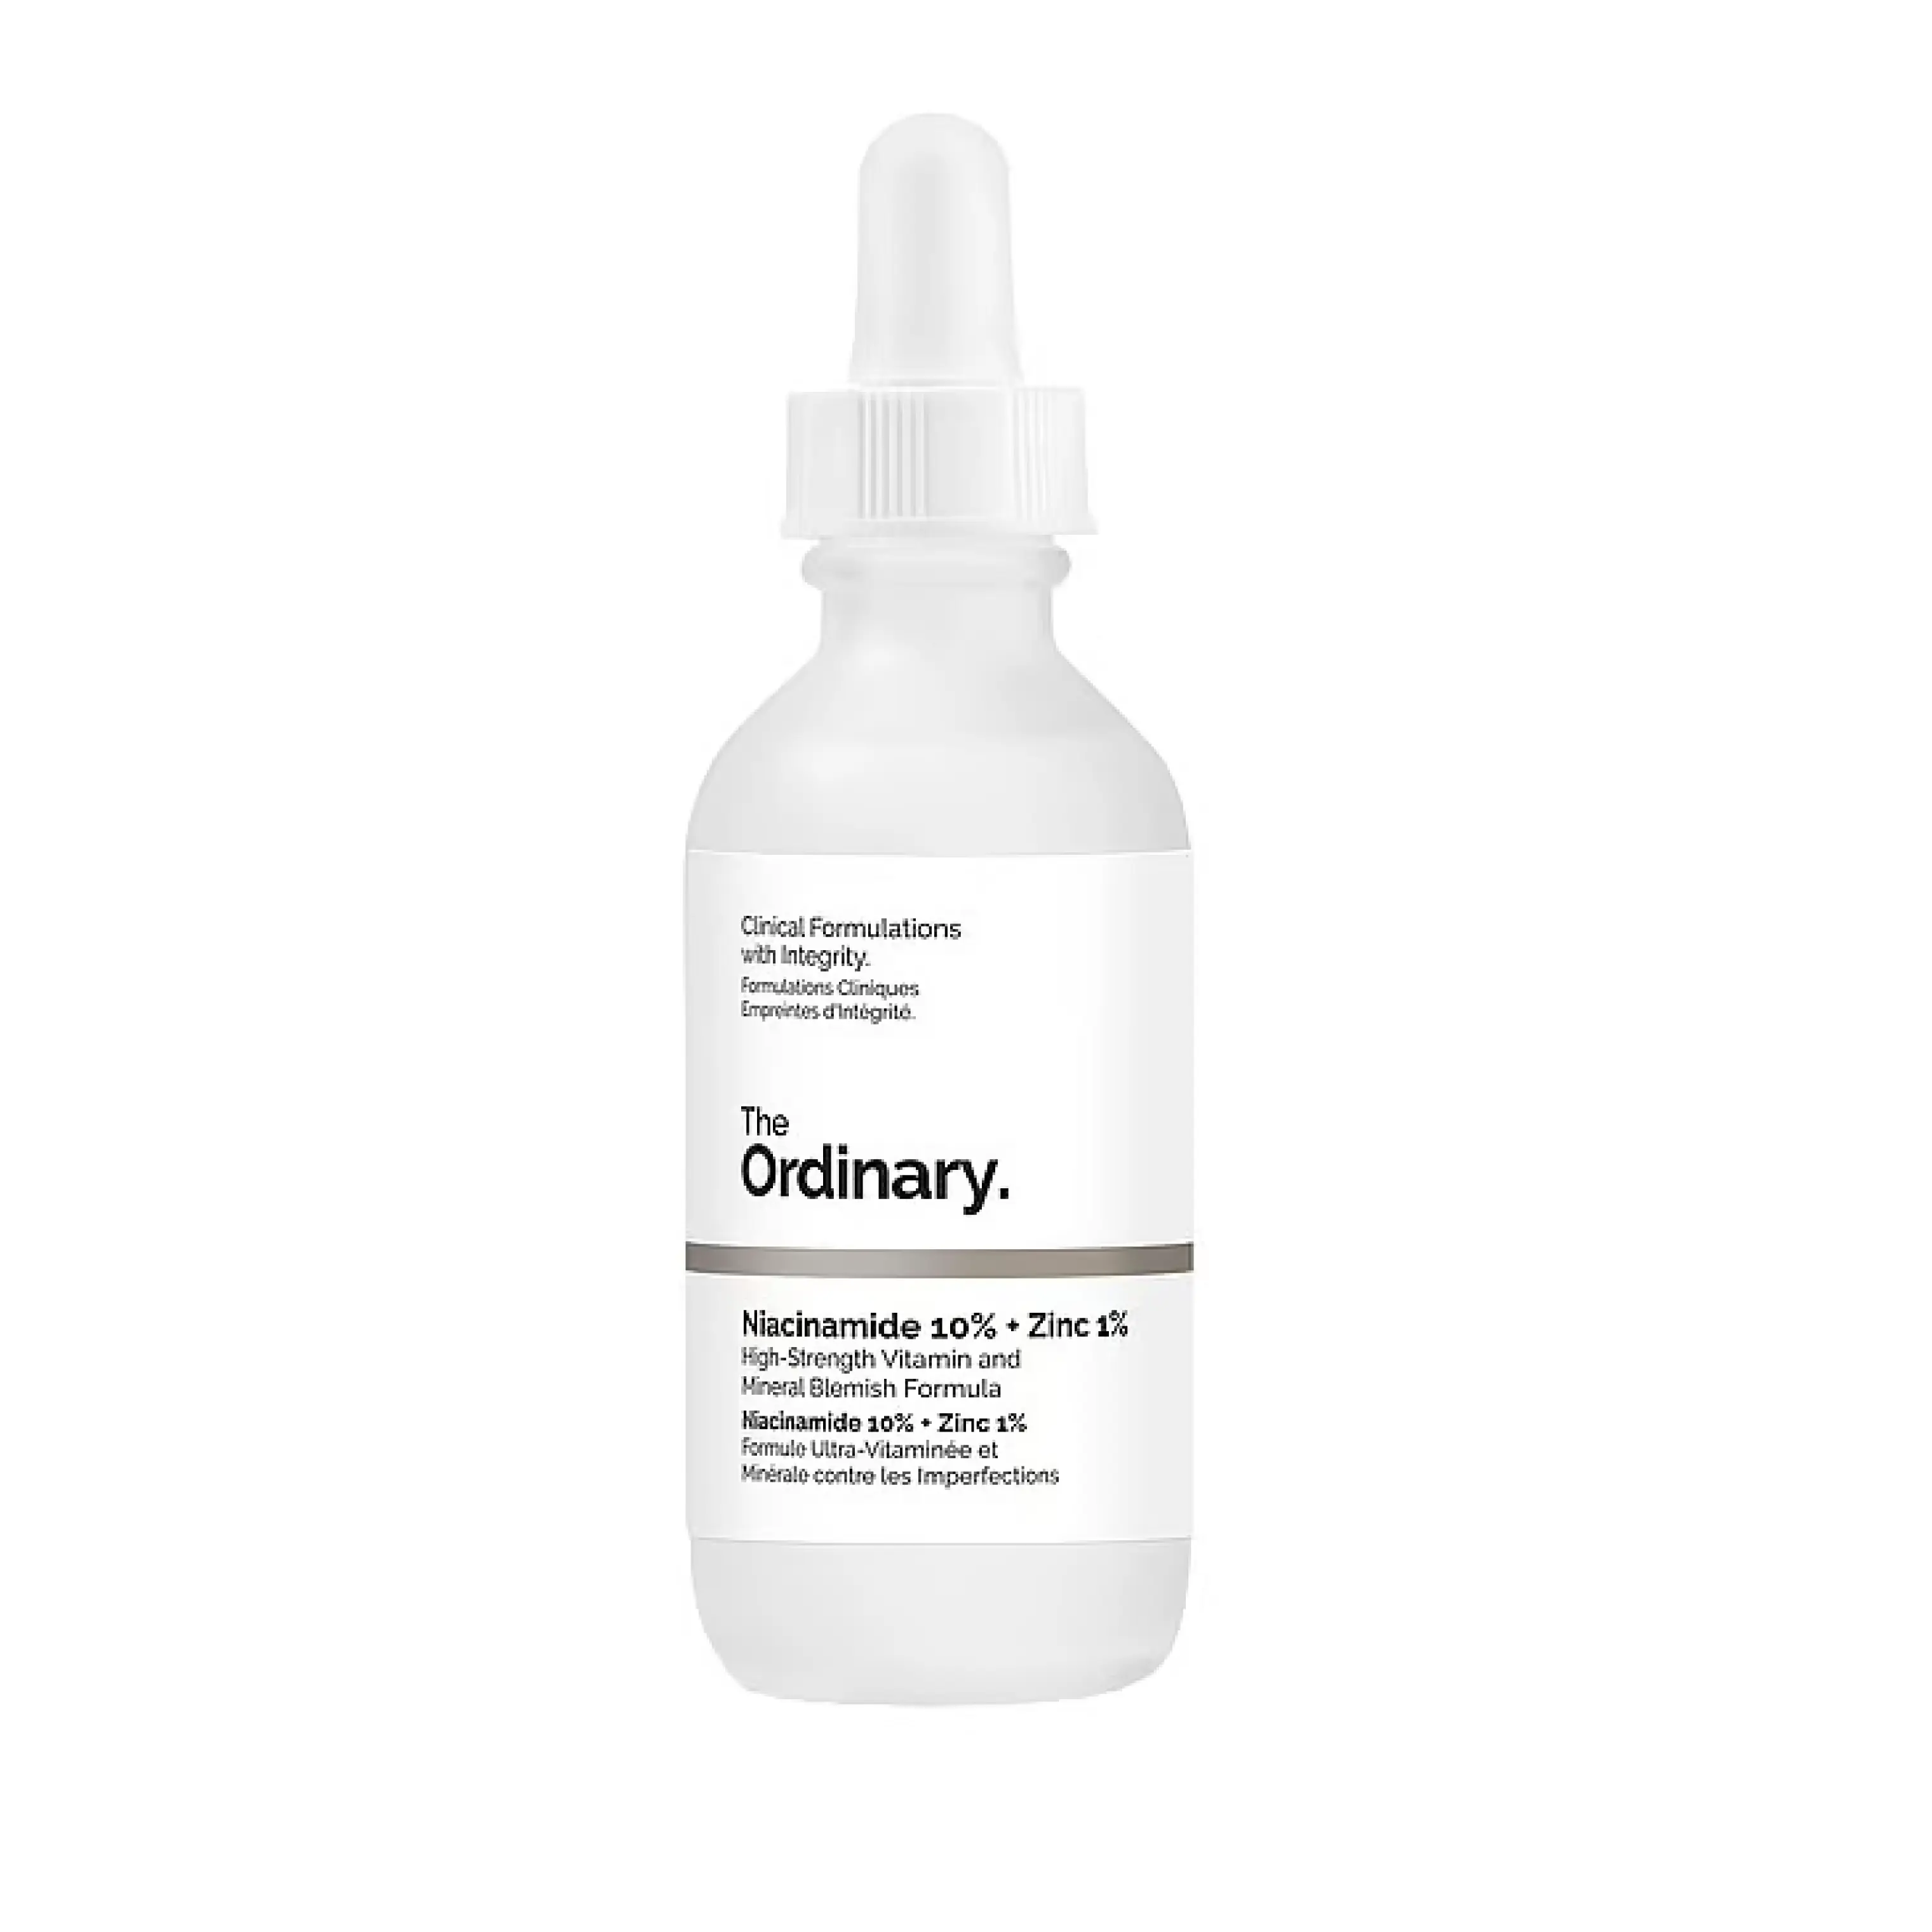 Clinical Formulations
with Integrity.
Formulations Cliniques
Empreintes d'Intégrité.
The
Ordinary.
Niacinamide 10% + Zinc 1%
High-Strength Vitamin and
Mineral Blemish Formula
Niacinamide 10% + Zinc 1%
Formule Ultra-Vitaminée et
Minérale contre les Imperfections